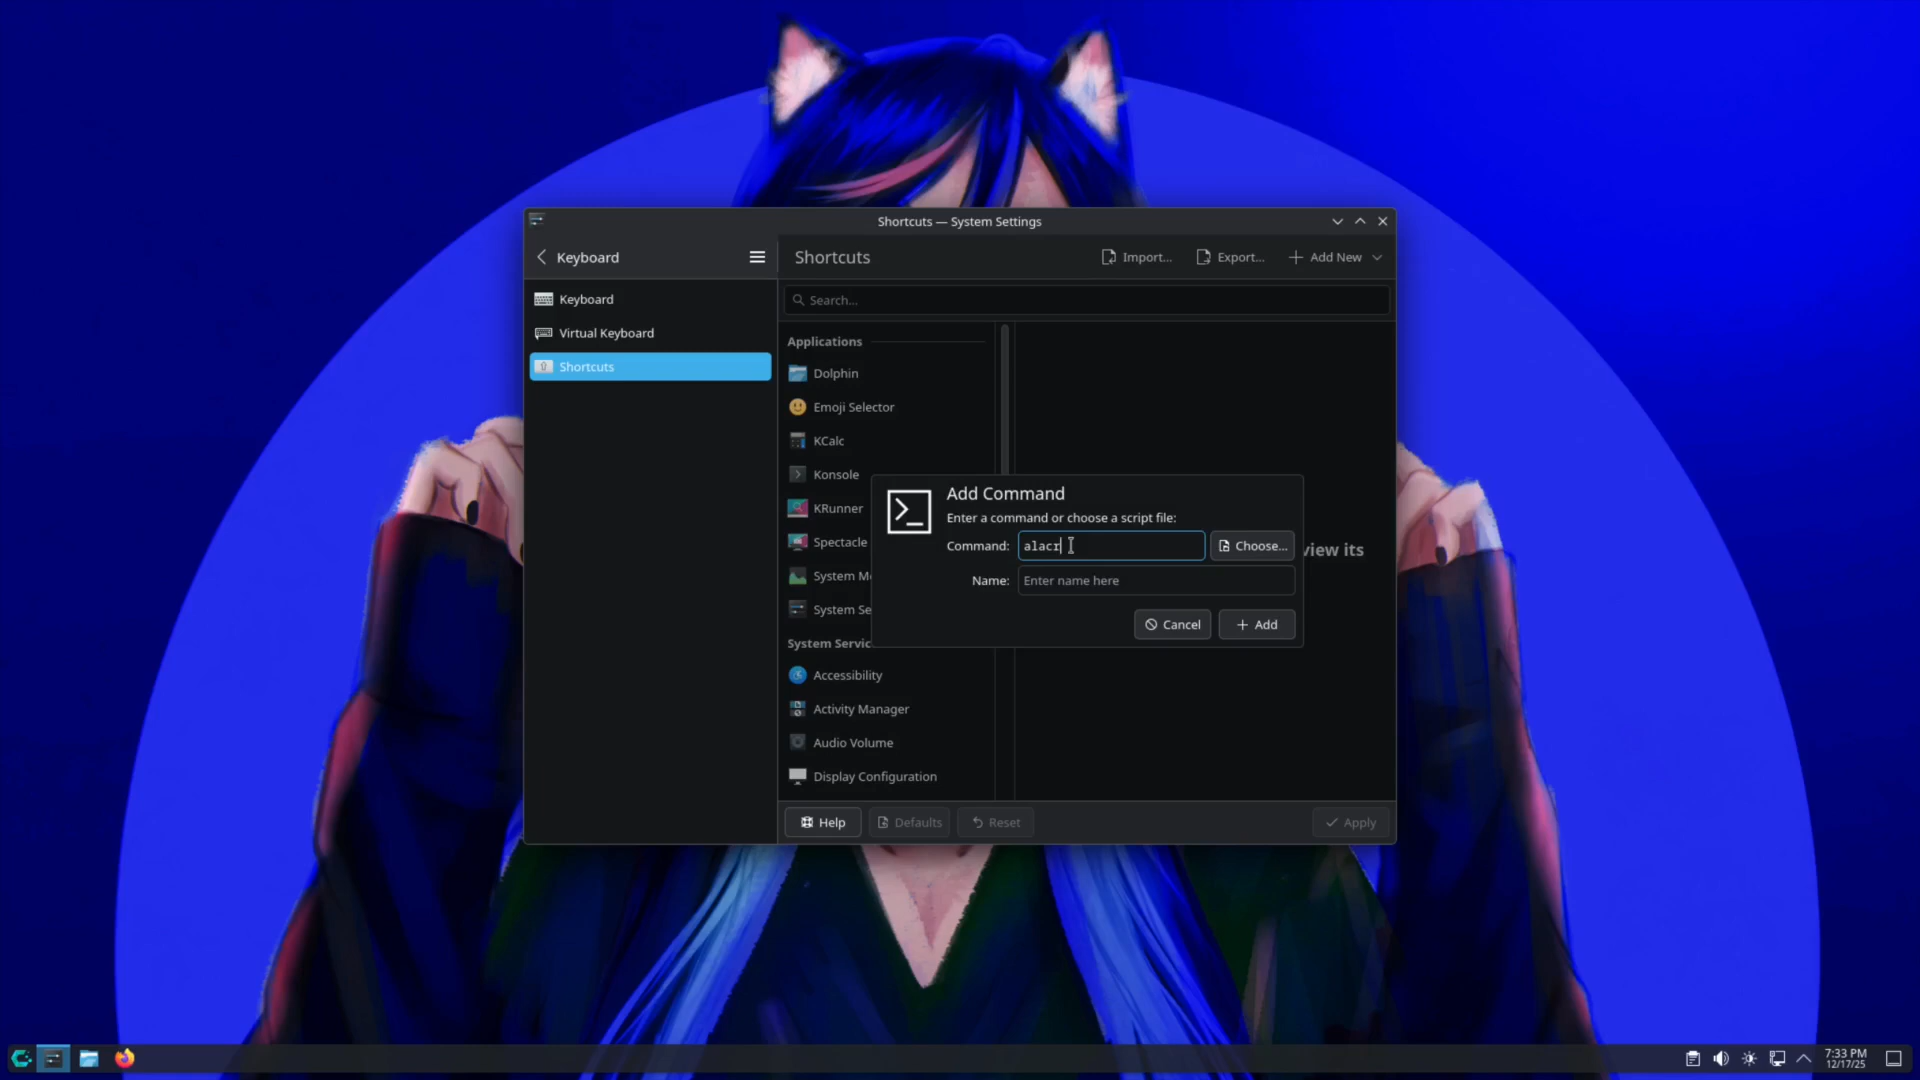 Shortcuts — System Settings
Keyboard
Shortcuts
Import...
Export...
Add New
Keyboard
Virtual Keyboard
Shortcuts
Search...
Applications
Dolphin
Emoji Selector
KCalc
Konsole
KRunner
Spectacle
System M
System Se
System Servic
Accessibility
Activity Manager
Audio Volume
Display Configuration
Add Command
Enter a command or choose a script file:
Command: alacr
Choose...
Name: Enter name here
Cancel
Add
view its
Help
Defaults
Reset
Apply
7:33 PM
12/17/25